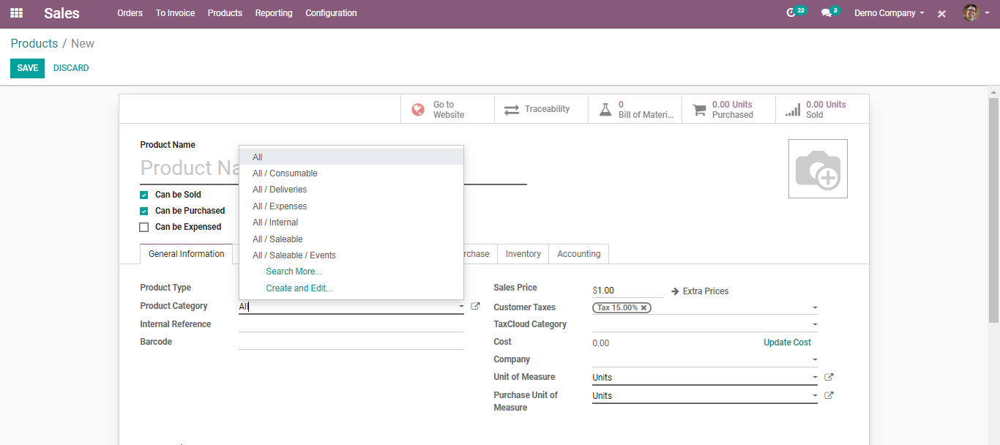 Sales Orders To Invoice Products Reporting Configuration 23 3 Demo Company
Products / New
SAVE DISCARD
Go to Website
Traceability
0 Bill of Materi...
0.00 Units Purchased
0.00 Units Sold
Product Name
Product Na
Can be Sold
Can be Purchased
Can be Expensed
All
All / Consumable
All / Deliveries
All / Expenses
All / Internal
All / Saleable
All / Saleable / Events
Search More...
Create and Edit...
General Information rchase Inventory Accounting
Product Type
Product Category All
Internal Reference
Barcode
Sales Price $1.00 Extra Prices
Customer Taxes Tax 15.00%
TaxCloud Category
Cost 0.00 Update Cost
Company
Unit of Measure Units
Purchase Unit of Measure Units